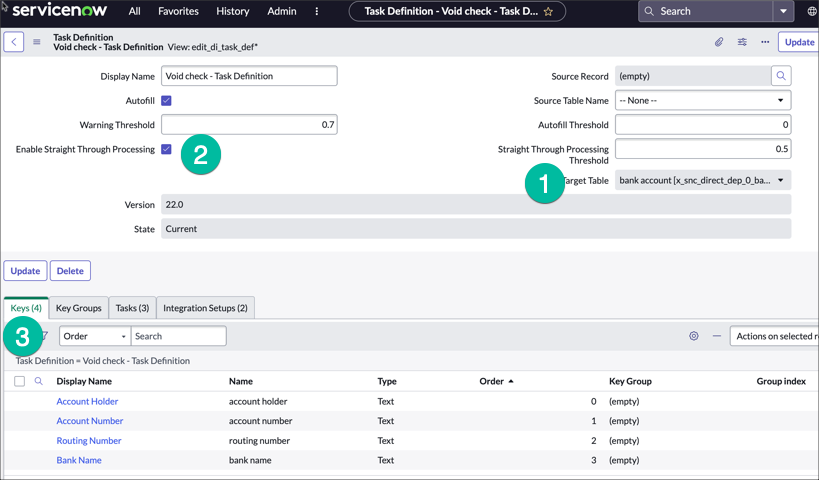 servicenow All Favorites History Admin Task Definition - Void check - Task D... Search
Task Definition
Void check - Task Definition View: edit_di_task_def* Update
Display Name Void check - Task Definition Source Record (empty)
Autofill Source Table Name -- None --
Warning Threshold 0.7 Autofill Threshold 0
Enable Straight Through Processing 2 Straight Through Processing Threshold 0.5
1 Target Table bank account [x_snc_direct_dep_0_ba...
Version 22.0
State Current
Update Delete
Keys (4) Key Groups Tasks (3) Integration Setups (2)
3 Order Search Actions on selected r
Task Definition = Void check - Task Definition
Display Name Name Type Order Key Group Group index
Account Holder account holder Text 0 (empty)
Account Number account number Text 1 (empty)
Routing Number routing number Text 2 (empty)
Bank Name bank name Text 3 (empty)